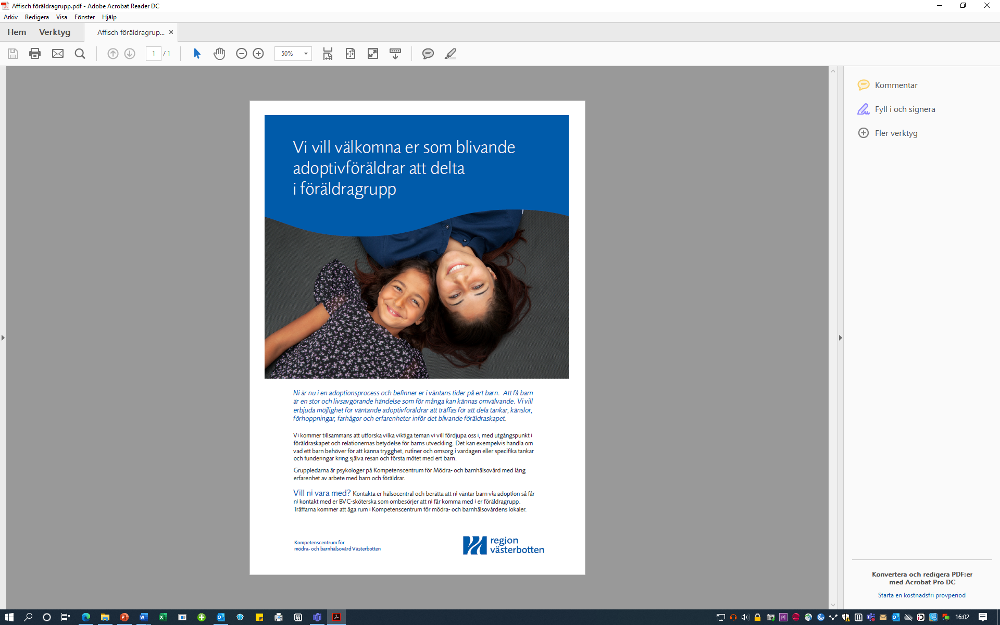 Affisch föräldragrupp.pdf - Adobe Acrobat Reader DC
Arkiv Redigera Visa Fönster Hjälp
Hem Verktyg Affisch föräldragrup... ×
1 / 1 50%
Kommentar
Fyll i och signera
Fler verktyg
Vi vill välkomna er som blivande
adoptivföräldrar att delta
i föräldragrupp
Ni är nu i en adoptionsprocess och befinner er i väntans tider på ert barn. Att få barn
är en stor och livsavgörande händelse som för många kan kännas omvälvande. Vi vill
erbjuda möjlighet för väntande adoptivföräldrar att träffas för att dela tankar, känslor,
förhoppningar, farhågor och erfarenheter inför det blivande föräldraskapet.
Vi kommer tillsammans att utforska vilka viktiga teman vi vill fördjupa oss i, med utgångspunkt i
föräldraskapet och relationernas betydelse för barns utveckling. Det kan exempelvis handla om
vad ett barn behöver för att känna trygghet, rutiner och omsorg i vardagen eller specifika tankar
och funderingar kring själva resan och första mötet med ert barn.
Gruppledarna är psykologer på Kompetenscentrum för Mödra- och barnhälsovård med lång
erfarenhet av arbete med barn och föräldrar.
Vill ni vara med? Kontakta er hälsocentral och berätta att ni väntar barn via adoption så får
ni kontakt med er BVC-sköterska som ombesörjer att ni får komma med i er föräldragrupp.
Träffarna kommer att äga rum i Kompetenscentrum för mödra- och barnhälsovårdens lokaler.
Kompetenscentrum för
mödra- och barnhälsovård Västerbotten
region
västerbotten
Konvertera och redigera PDF:er
med Acrobat Pro DC
Starta en kostnadsfri provperiod
16:02